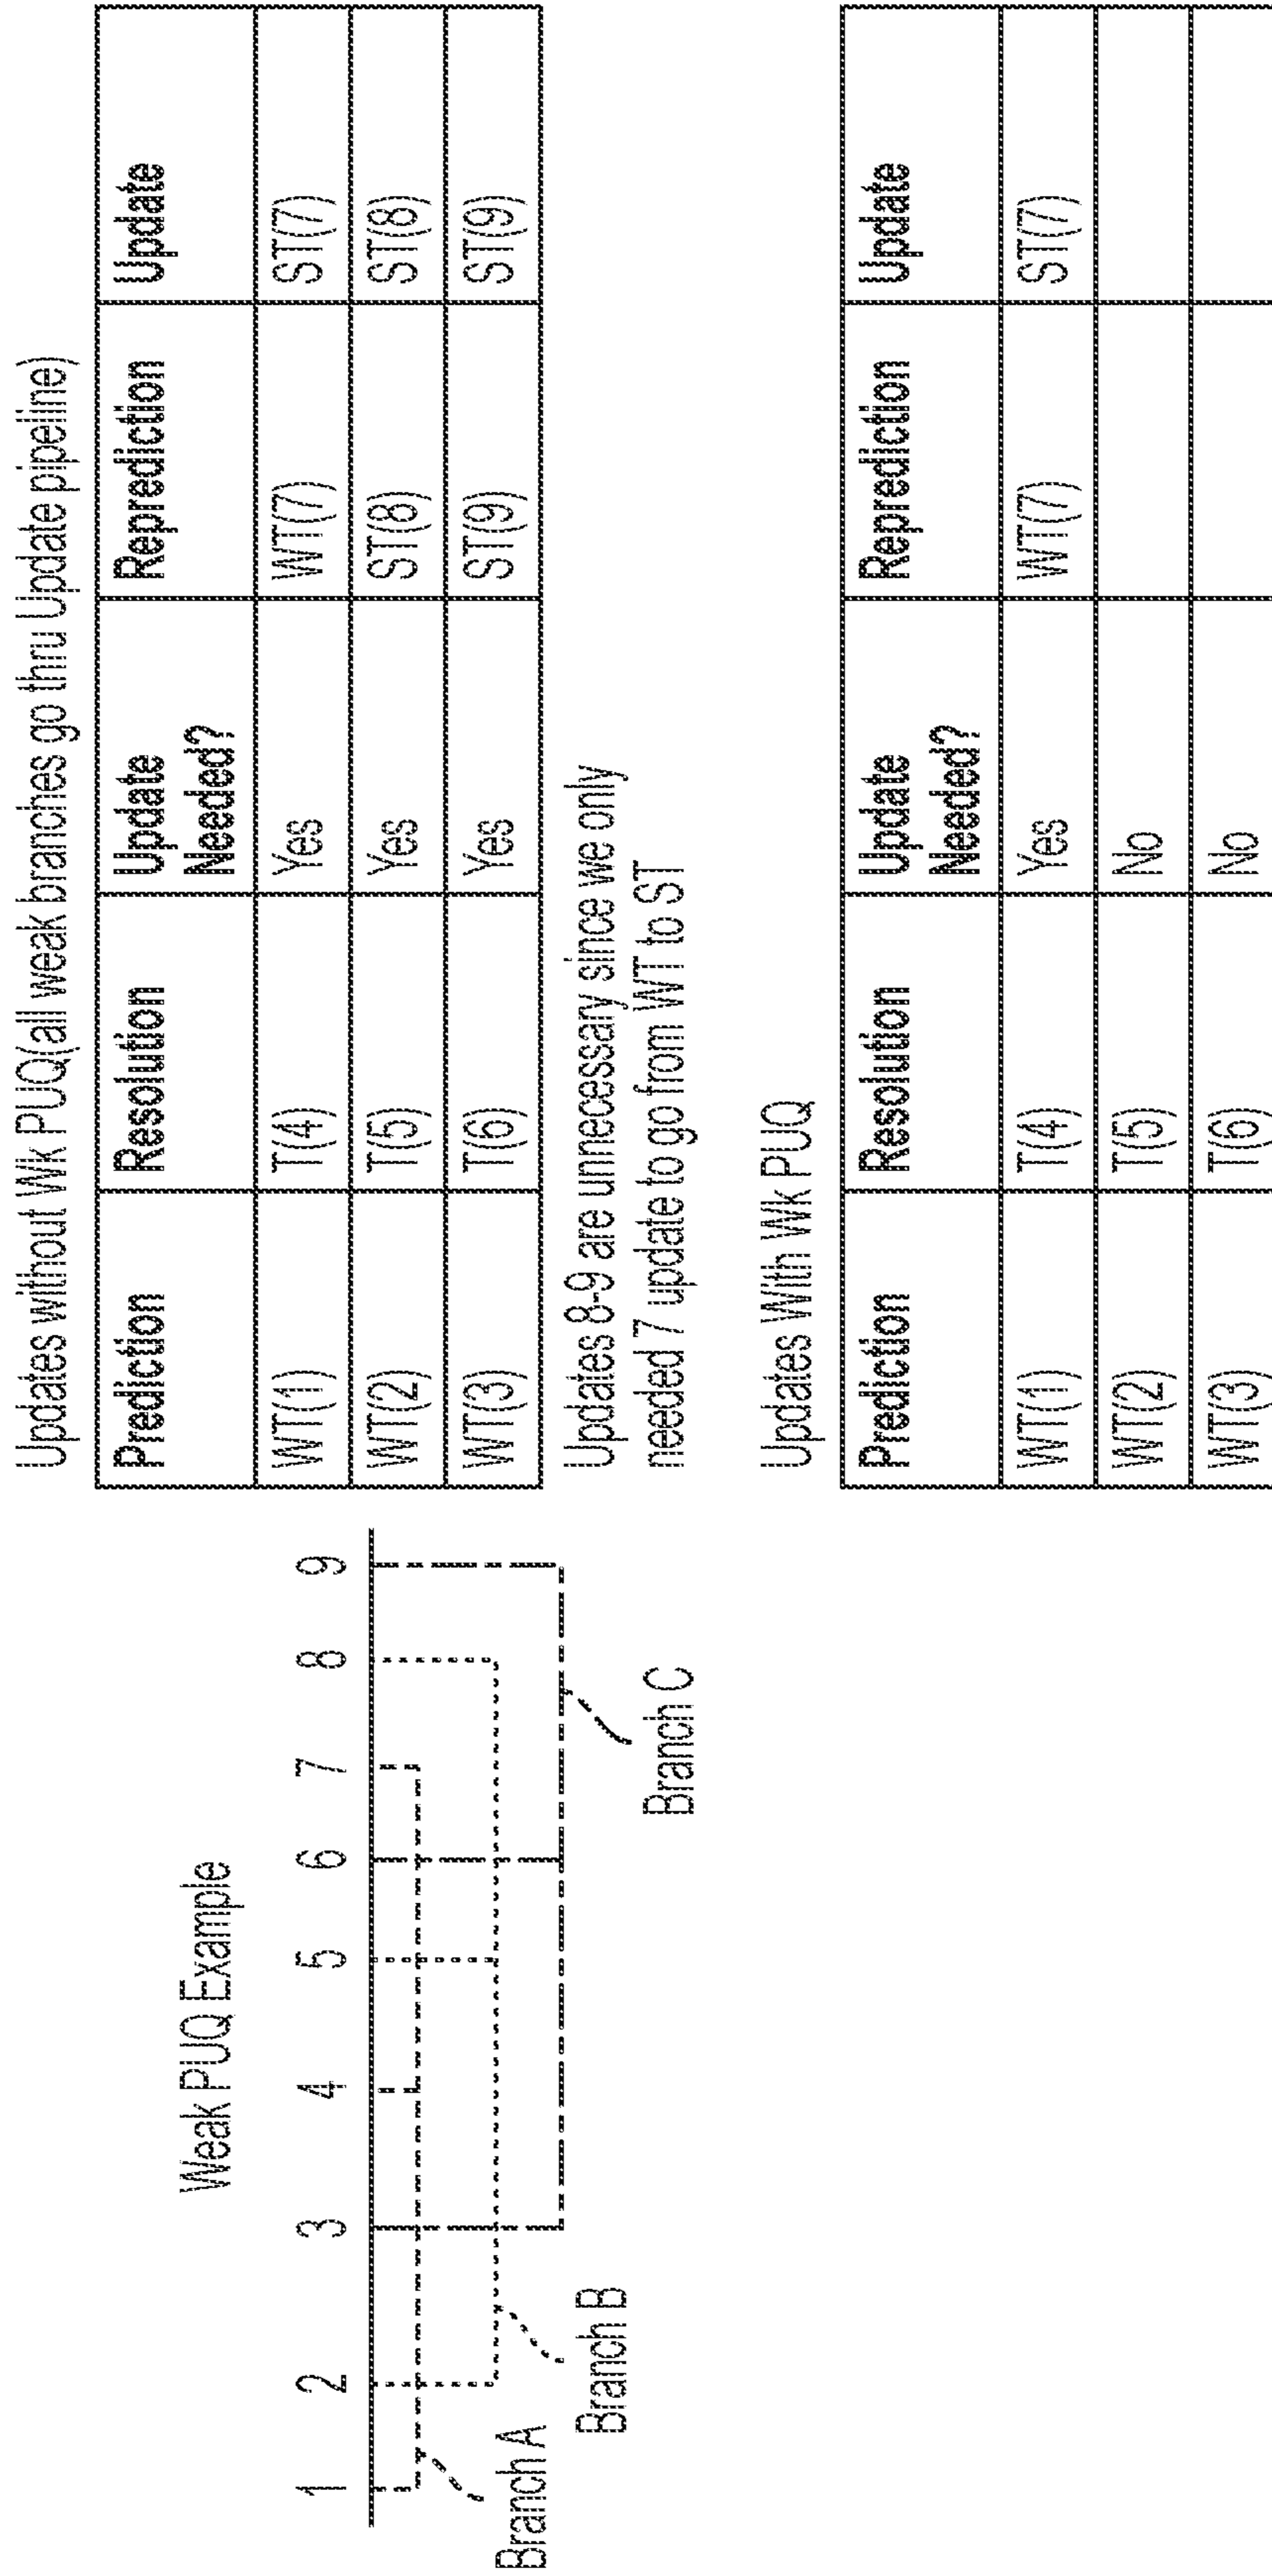 Weak PUQ Example
1 2 3 4 5 6 7 8 9
Branch A
Branch B
Branch C
Updates without Wk PUQ(all weak branches go thru Update pipeline)
Prediction Resolution Update Needed? Reprediction Update
WT(1) T(4) Yes WT(7) ST(7)
WT(2) T(5) Yes ST(8) ST(8)
WT(3) T(6) Yes ST(9) ST(9)
Updates 8-9 are unnecessary since we only
needed 7 update to go from WT to ST
Updates With Wk PUQ
Prediction Resolution Update Needed? Reprediction Update
WT(1) T(4) Yes WT(7) ST(7)
WT(2) T(5) No
WT(3) T(6) No